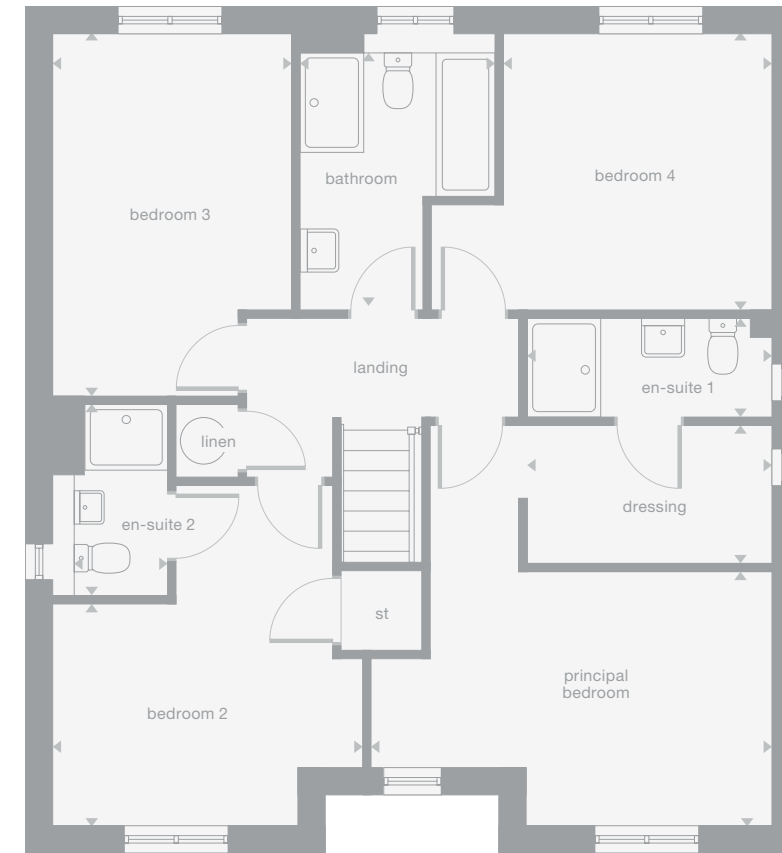 bathroom
bedroom 4
bedroom 3
landing
en-suite 1
linen
dressing
en-suite 2
st
principal
bedroom
bedroom 2